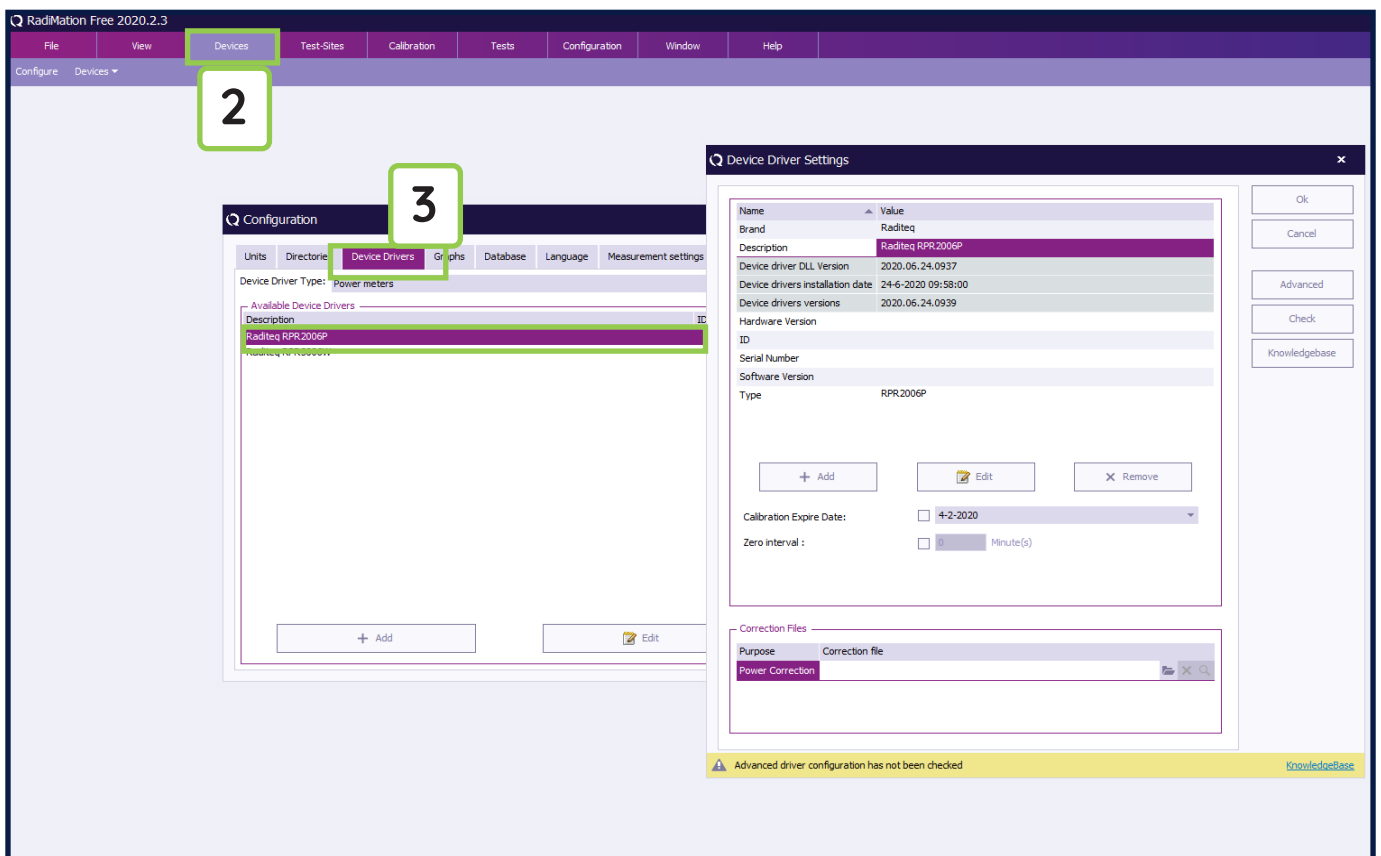 RadiMation Free 2020.2.3
File View Devices Test-Sites Calibration Tests Configuration Window Help
Configure Devices
2
Device Driver Settings
3
Configuration
Units Directorie Device Drivers Graphs Database Language Measurement settings
Device Driver Type: Power meters
Available Device Drivers
Description ID
Raditeq RPR2006P
Raditeq
Add Edit
Name Value
Brand Raditeq
Description Raditeq RPR2006P
Device driver DLL Version 2020.06.24.0937
Device drivers installation date 24-6-2020 09:58:00
Device drivers versions 2020.06.24.0939
Hardware Version
ID
Serial Number
Software Version
Type RPR2006P
Add Edit Remove
Calibration Expire Date: 4-2-2020
Zero interval : 0 Minute(s)
Correction Files
Purpose Correction file
Power Correction
Ok
Cancel
Advanced
Check
Knowledgebase
Advanced driver configuration has not been checked KnowledgeBase